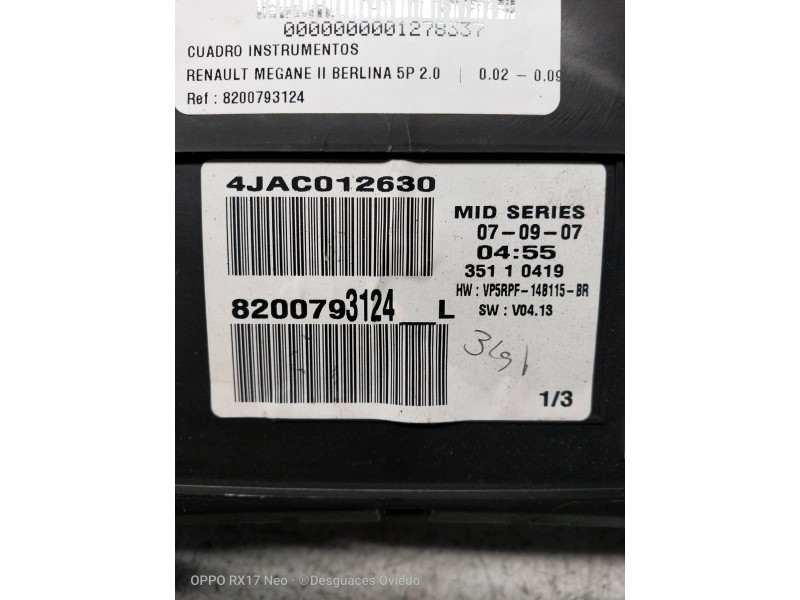 0000000001278337
CUADRO INSTRUMENTOS
RENAULT MEGANE II BERLINA 5P 2.0 | 0.02 - 0.09
Ref : 8200793124
4JAC012630
MID SERIES
07-09-07
04:55
351 1 0419
HW : VP5RPF-14B115-BR
SW : V04.13
8200793124__L
1/3
OPPO RX17 Neo • ©Desguaces Oviedo